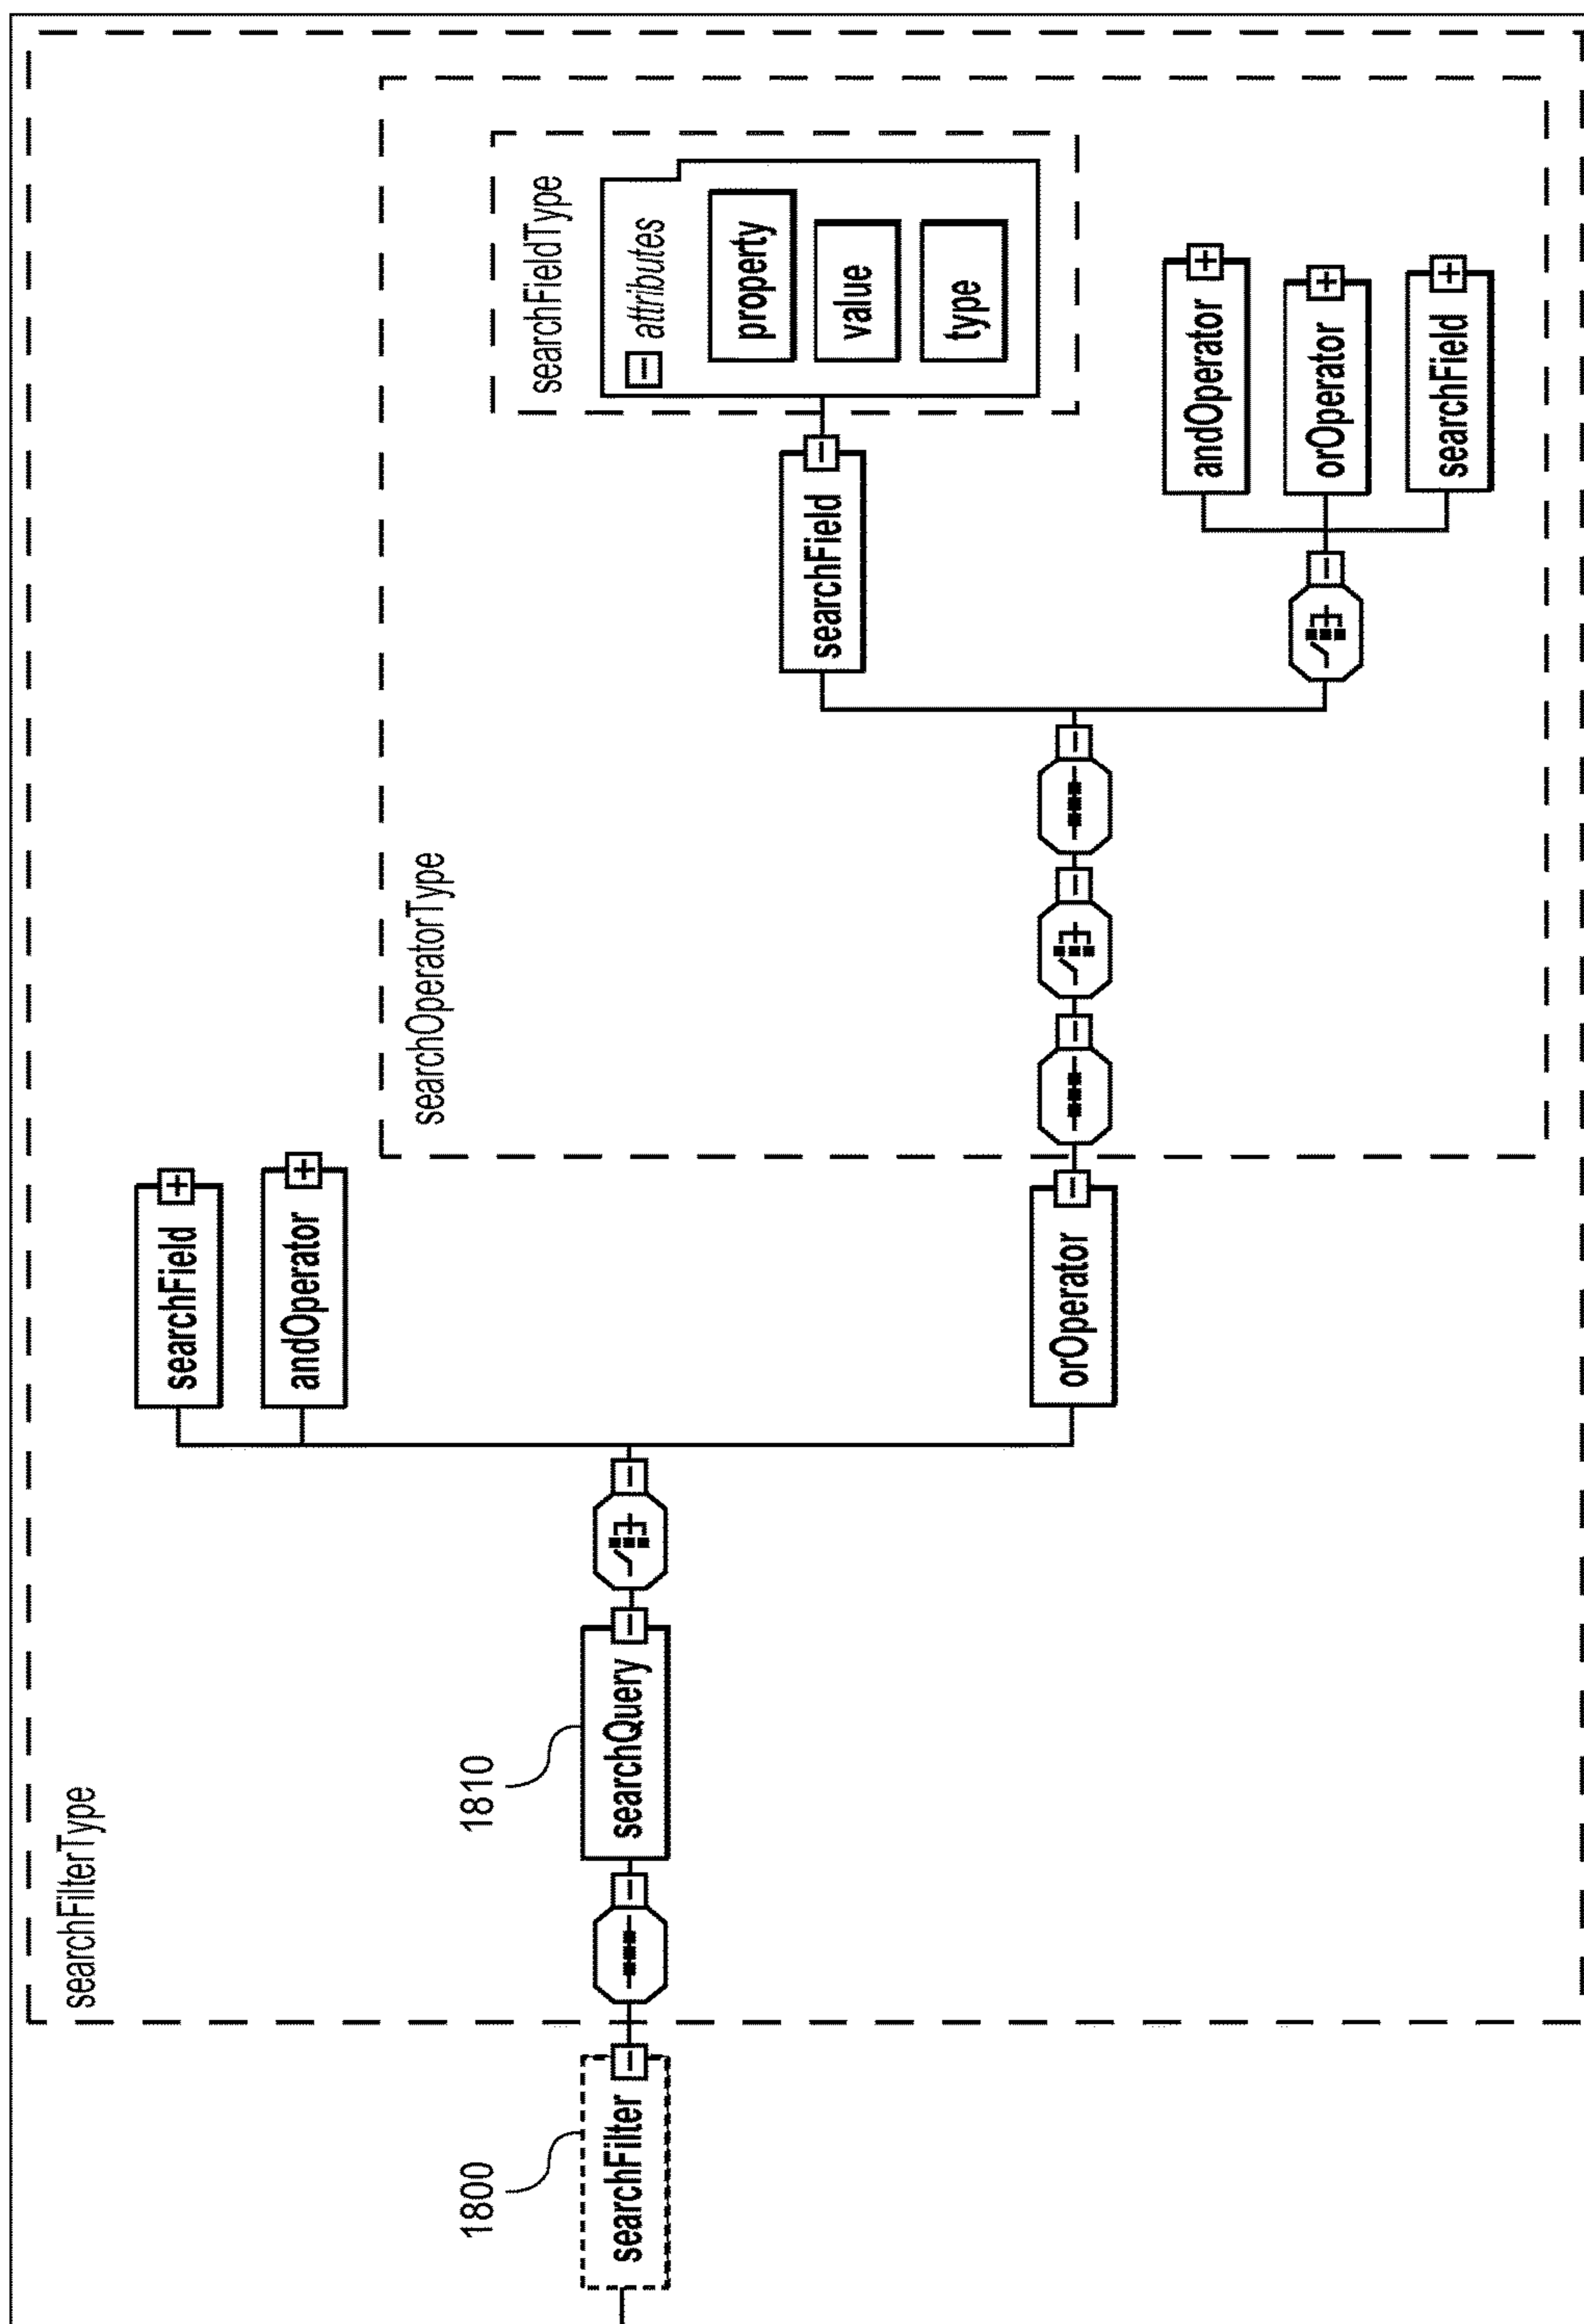 searchFilterType
1800
searchFilter
1810
searchQuery
searchField
andOperator
orOperator
searchOperatorType
searchField
searchFieldType
attributes
property
value
type
andOperator
orOperator
searchField